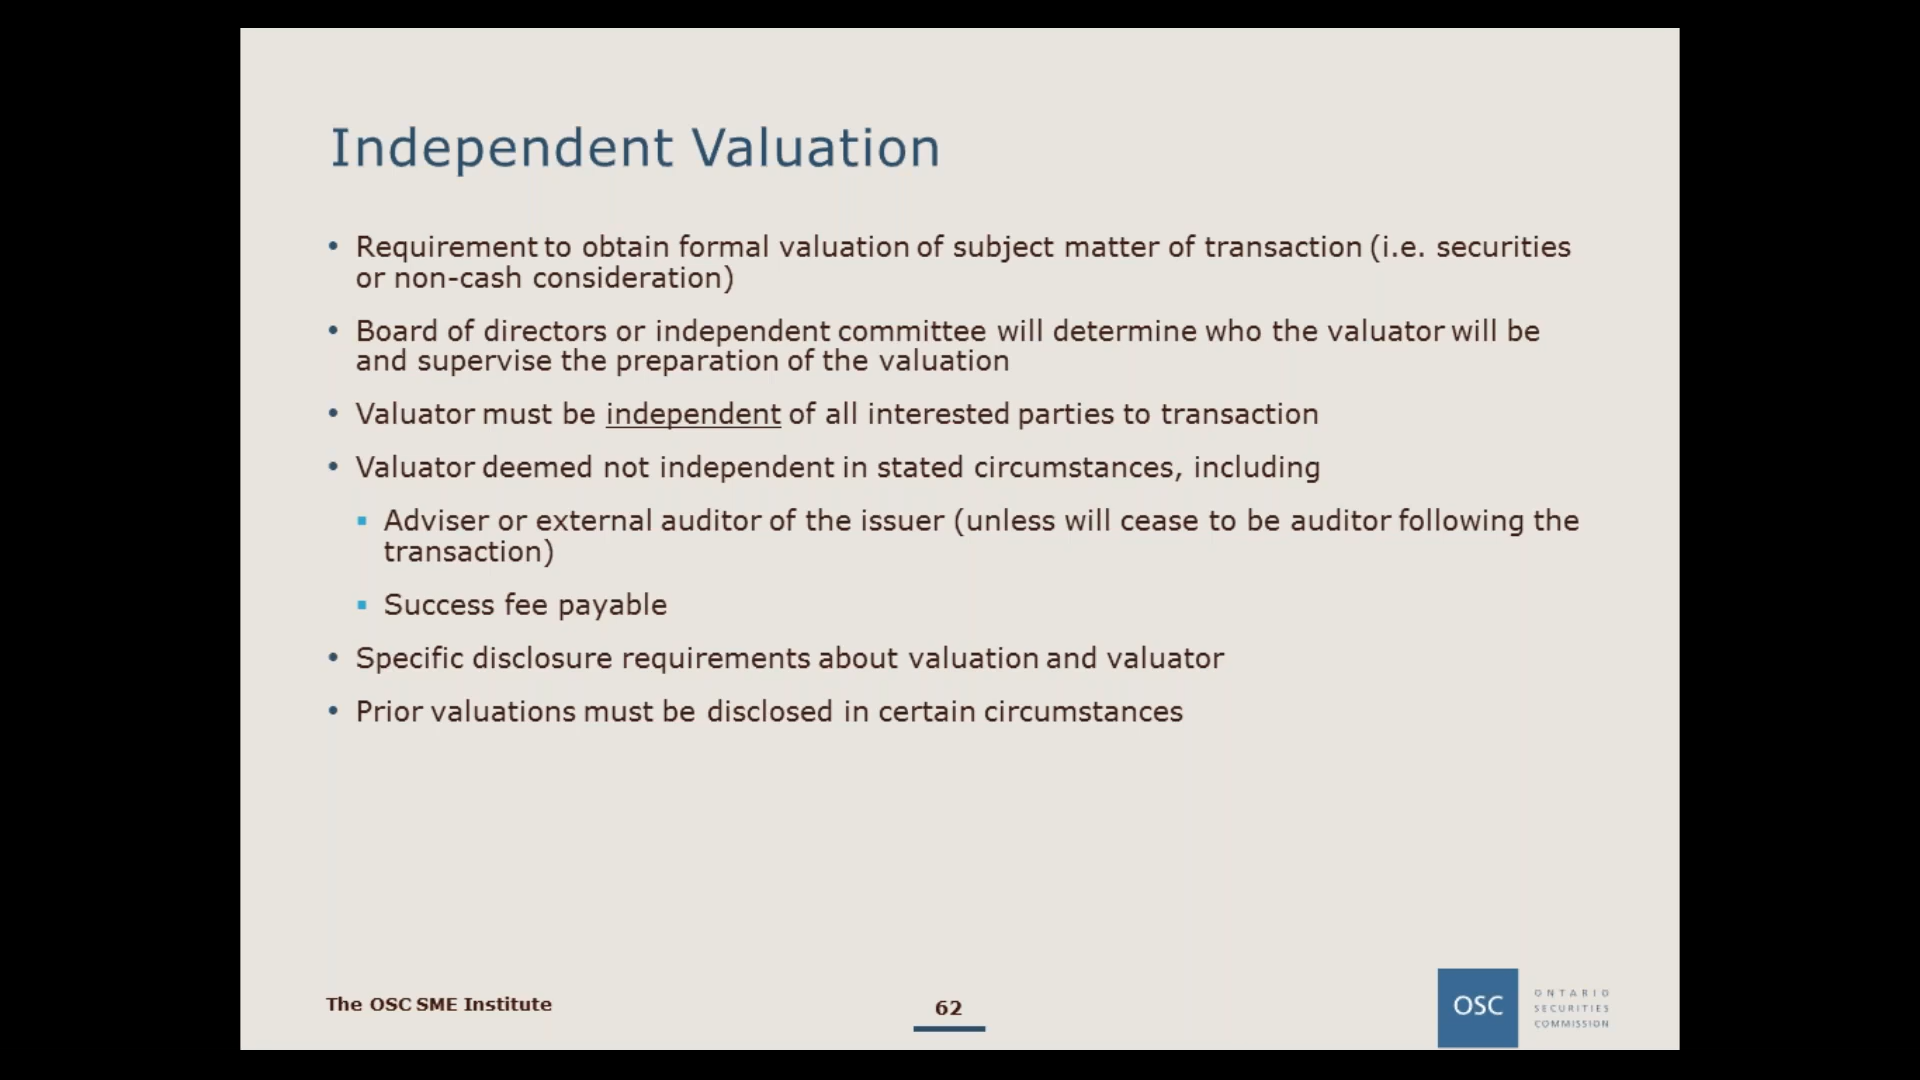 Independent Valuation
• Requirement to obtain formal valuation of subject matter of transaction (i.e. securities
or non-cash consideration)
• Board of directors or independent committee will determine who the valuator will be
and supervise the preparation of the valuation
• Valuator must be independent of all interested parties to transaction
• Valuator deemed not independent in stated circumstances, including
▪ Adviser or external auditor of the issuer (unless will cease to be auditor following the
transaction)
▪ Success fee payable
• Specific disclosure requirements about valuation and valuator
• Prior valuations must be disclosed in certain circumstances
The OSC SME Institute
62
OSC
ONTARIO
SECURITIES
COMMISSION